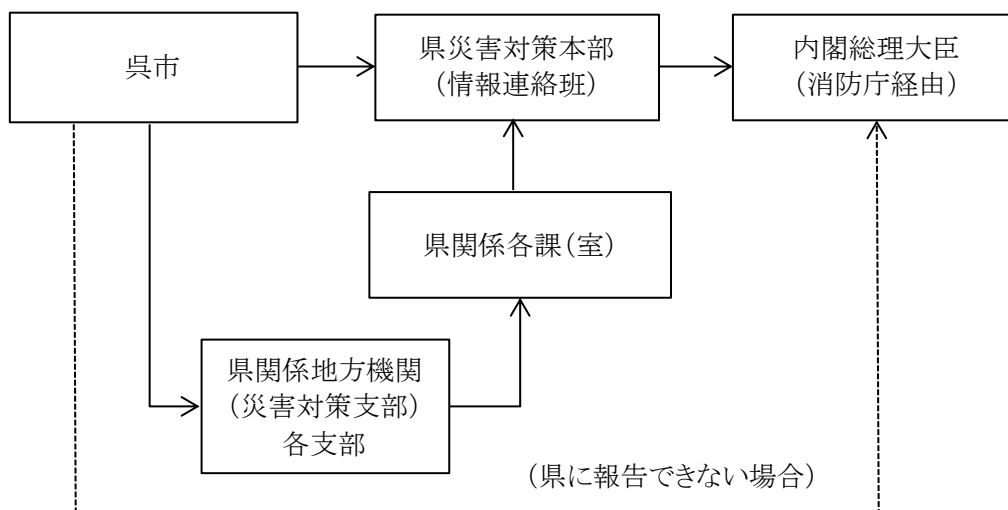 呉市
県災害対策本部
(情報連絡班)
内閣総理大臣
(消防庁経由)
県関係各課(室)
県関係地方機関
(災害対策支部)
各支部
(県に報告できない場合)